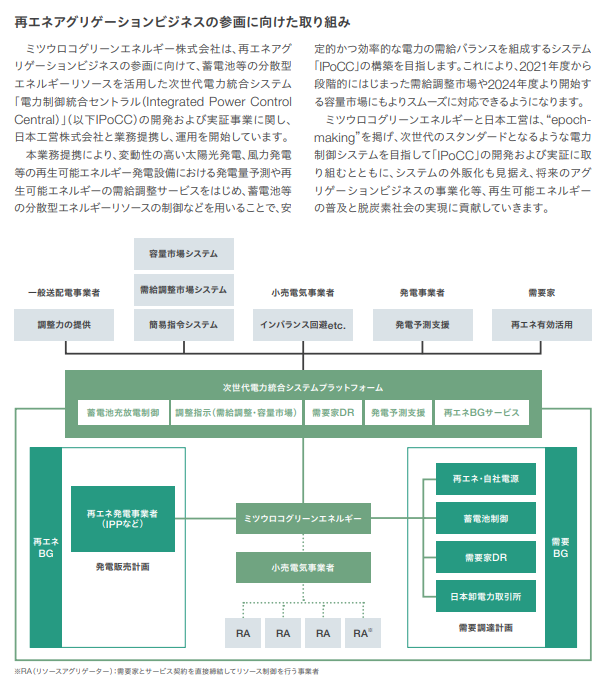 再エネアグリゲーションビジネスの参画に向けた取り組み
ミツウロコグリーンエネルギー株式会社は、再エネアグ
リゲーションビジネスの参画に向けて、蓄電池等の分散型
エネルギーリソースを活用した次世代電力統合システム
「電力制御統合セントラル（Integrated Power Control
Central）」（以下IPoCC）の開発および実証事業に関し、
日本工営株式会社と業務提携し、運用を開始しています。
本業務提携により、変動性の高い太陽光発電、風力発電
等の再生可能エネルギー発電設備における発電量予測や再
生可能エネルギーの需給調整サービスをはじめ、蓄電池等
の分散型エネルギーリソースの制御などを用いることで、安
定的かつ効率的な電力の需給バランスを組成するシステム
「IPoCC」の構築を目指します。これにより、2021年度から
段階的にはじまった需給調整市場や2024年度より開始す
る容量市場にもよりスムーズに対応できるようになります。
ミツウロコグリーンエネルギーと日本工営は、“epoch-
making”を掲げ、次世代のスタンダードとなるような電力
制御システムを目指して「IPoCC」の開発および実証に取
り組むとともに、システムの外販化も見据え、将来のアグ
リゲーションビジネスの事業化等、再生可能エネルギー
の普及と脱炭素社会の実現に貢献していきます。
容量市場システム
一般送配電事業者
需給調整市場システム
小売電気事業者
発電事業者
需要家
調整力の提供
簡易指令システム
インバランス回避etc.
発電予測支援
再エネ有効活用
次世代電力統合システムプラットフォーム
蓄電池充放電制御
調整指示（需給調整・容量市場）
需要家DR
発電予測支援
再エネBGサービス
再エネ
BG
再エネ発電事業者
（IPPなど）
発電販売計画
ミツウロコグリーンエネルギー
小売電気事業者
RA
RA
RA
RA※
再エネ・自社電源
蓄電池制御
需要家DR
日本卸電力取引所
需要調達計画
需要
BG
※RA（リソースアグリゲーター）：需要家とサービス契約を直接締結してリソース制御を行う事業者